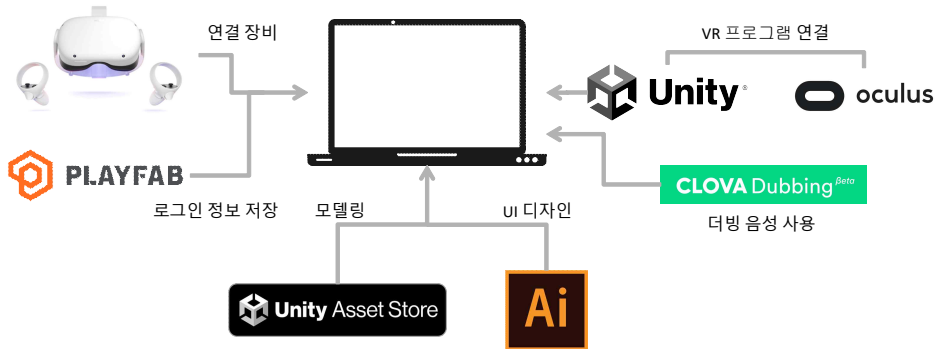 연결 장비
VR 프로그램 연결
Unity®
oculus
PLAYFAB
CLOVA Dubbing Beta
로그인 정보 저장
모델링
UI 디자인
더빙 음성 사용
Unity Asset Store
Ai